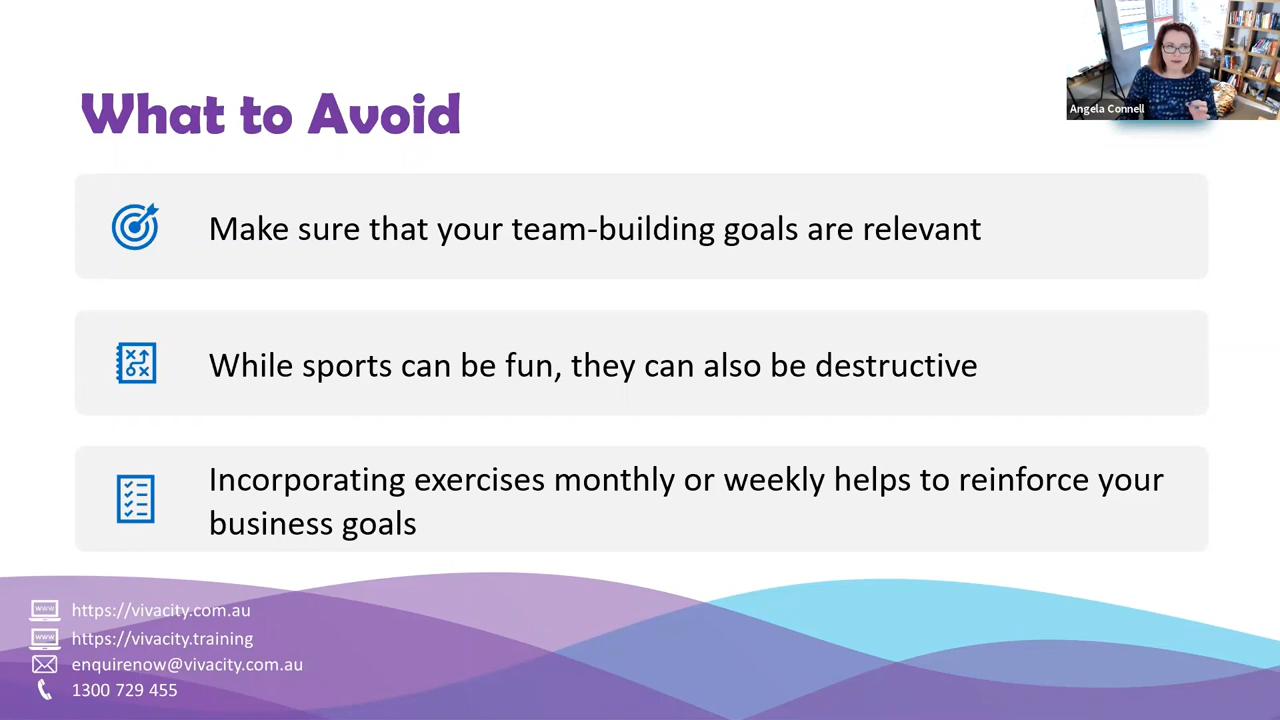 What to Avoid
Angela Connell
Make sure that your team-building goals are relevant
While sports can be fun, they can also be destructive
Incorporating exercises monthly or weekly helps to reinforce your
business goals
www https://vivacity.com.au
www https://vivacity.training
enquirenow@vivacity.com.au
1300 729 455